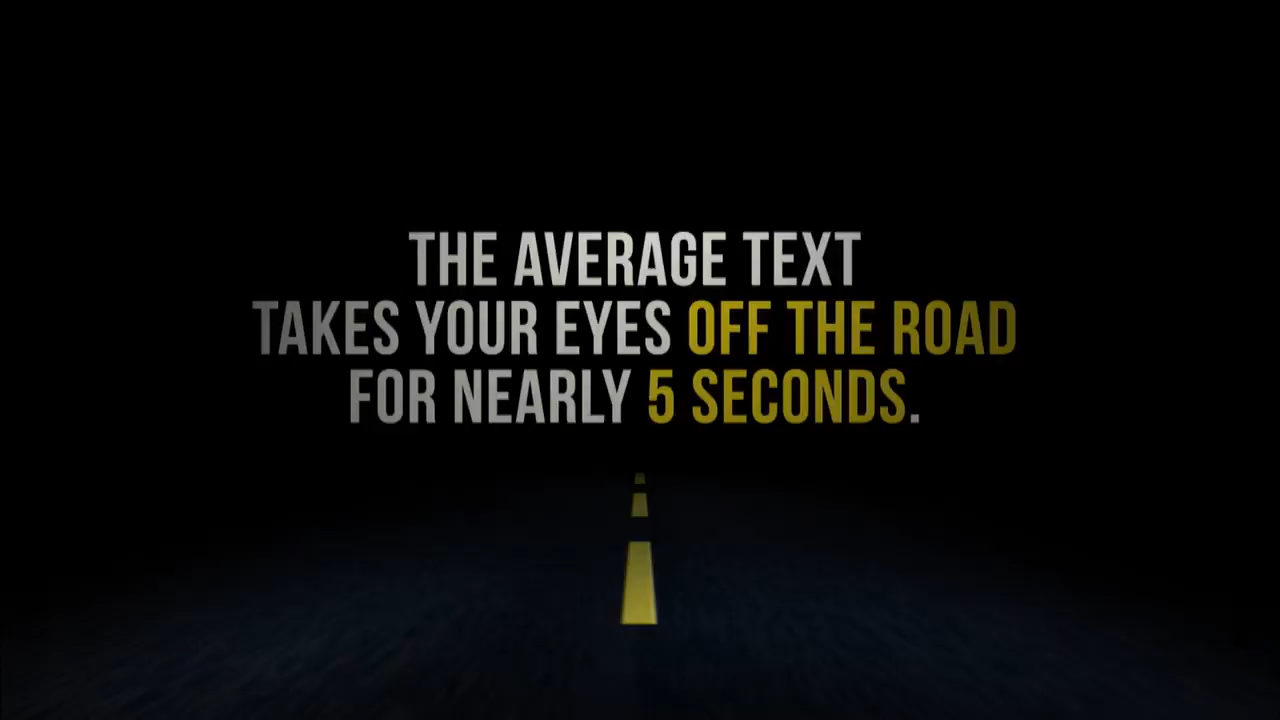 THE AVERAGE TEXT
TAKES YOUR EYES OFF THE ROAD
FOR NEARLY 5 SECONDS.